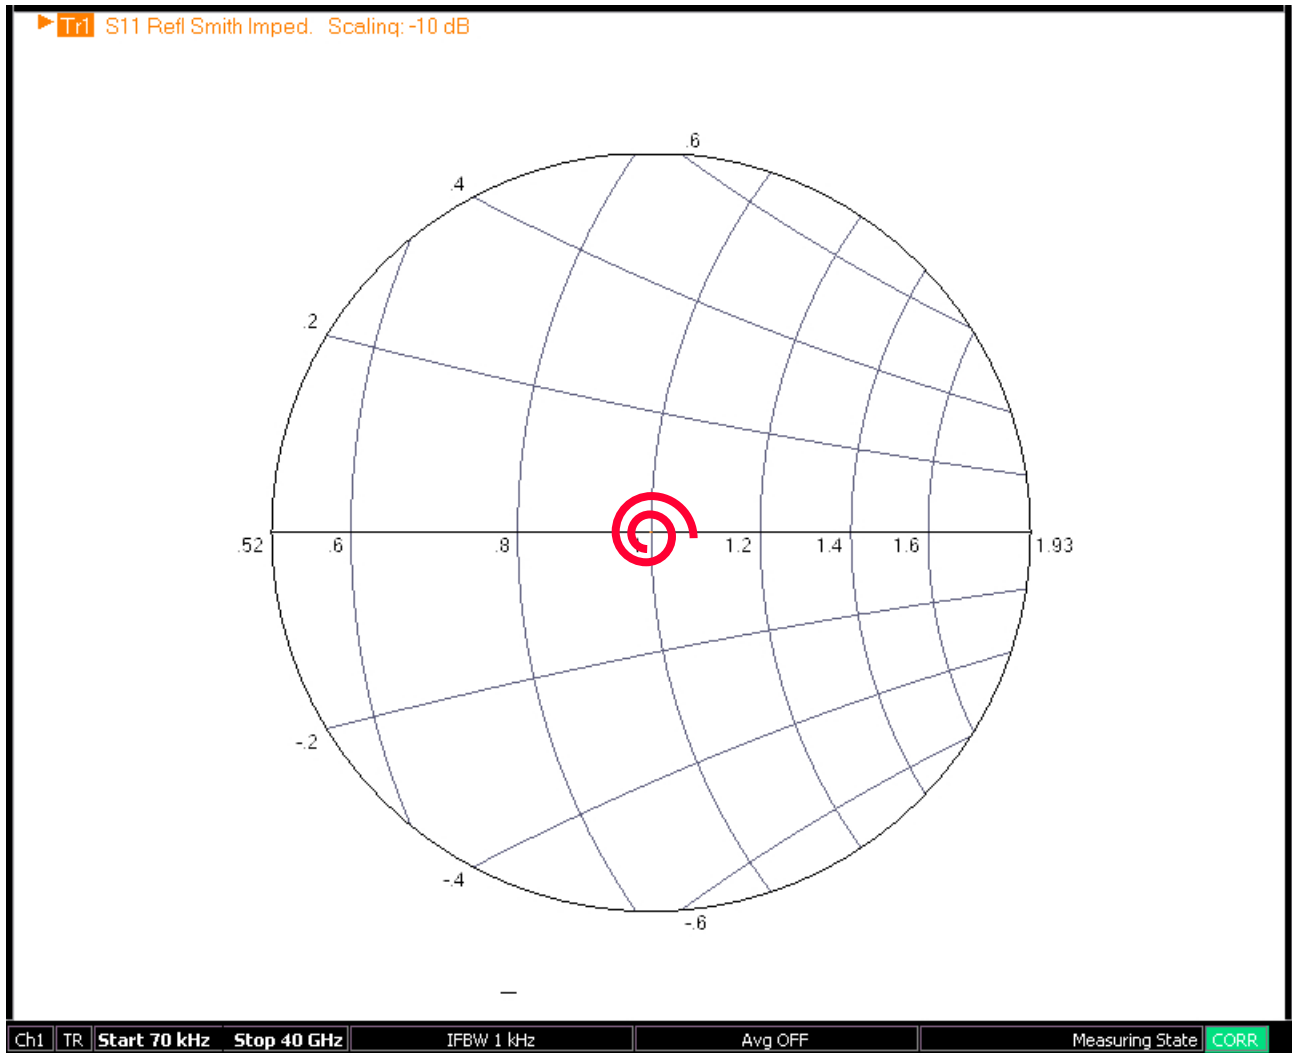 Tr1 S11 Refl Smith Imped. Scaling: -10 dB
.6
.4
.2
.52 .6 .8 1 1.2 1.4 1.6 1.93
-.2
-.4
-.6
Ch1 TR Start 70 kHz Stop 40 GHz IFBW 1 kHz Avg OFF Measuring State CORR